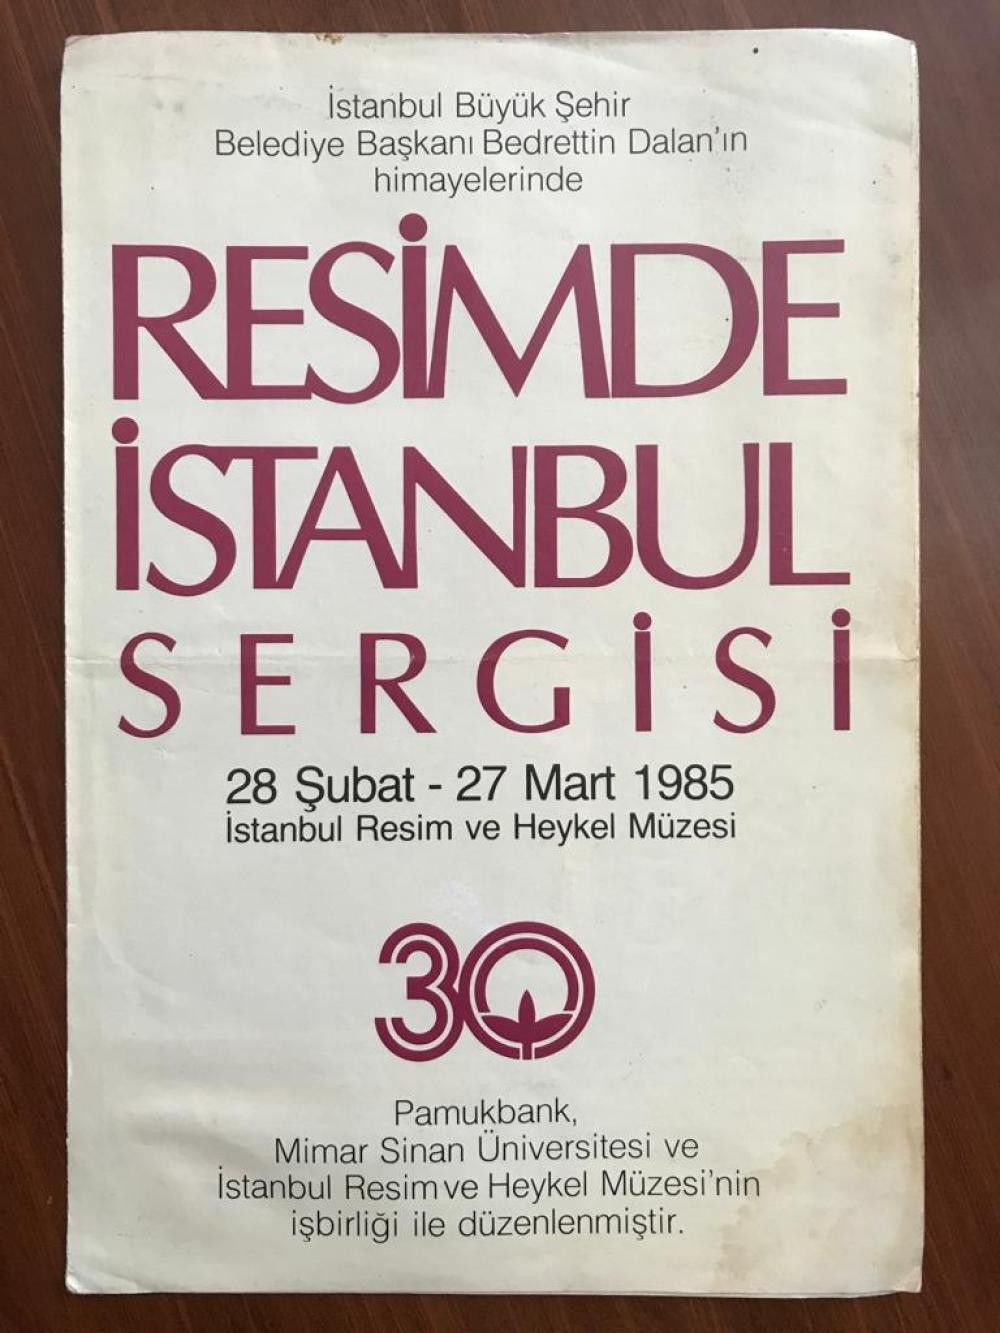 İstanbul Büyük Şehir
Belediye Başkanı Bedrettin Dalan'ın
himayelerinde
RESİMDE
İSTANBUL
SERGİSİ
28 Şubat - 27 Mart 1985
İstanbul Resim ve Heykel Müzesi
30
Pamukbank,
Mimar Sinan Üniversitesi ve
İstanbul Resim ve Heykel Müzesi'nin
işbirliği ile düzenlenmiştir.